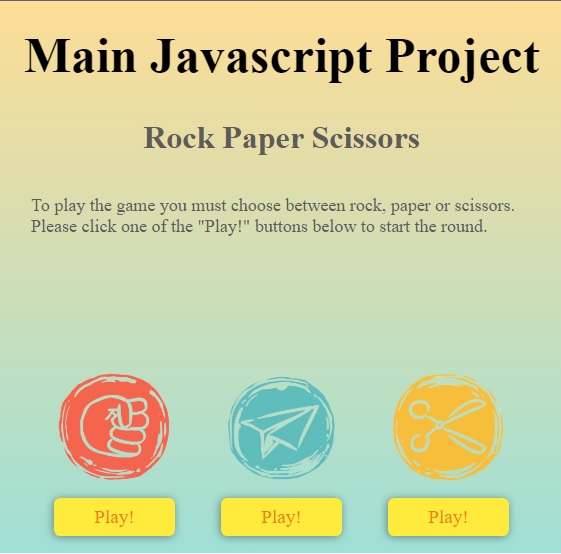 Main Javascript Project
Rock Paper Scissors
To play the game you must choose between rock, paper or scissors.
Please click one of the "Play!" buttons below to start the round.
Play! Play! Play!